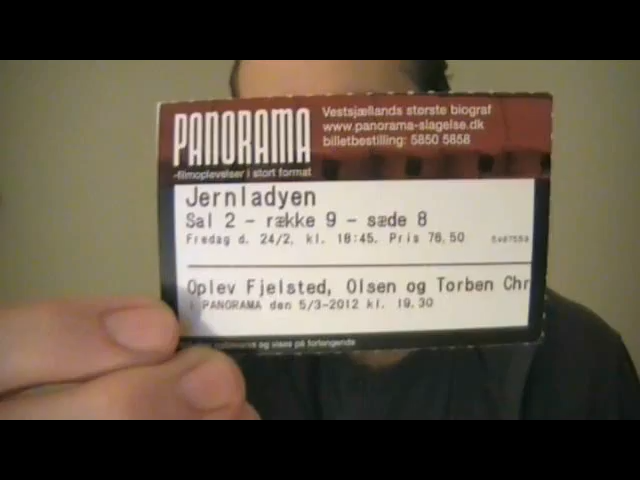 PANORAMA
-filmoplevelser i stort format
Vestsjællands største biograf
www.panorama-slagelse.dk
billetbestilling: 5850 5858
Jernladyen
Sal 2 - række 9 - sæde 8
Fredag d. 24/2, kl. 18:45. Pris 76,50
Oplev Fjelsted, Olsen og Torben Chr
i PANORAMA den 5/3-2012 kl. 19.30
og vises på forlangende